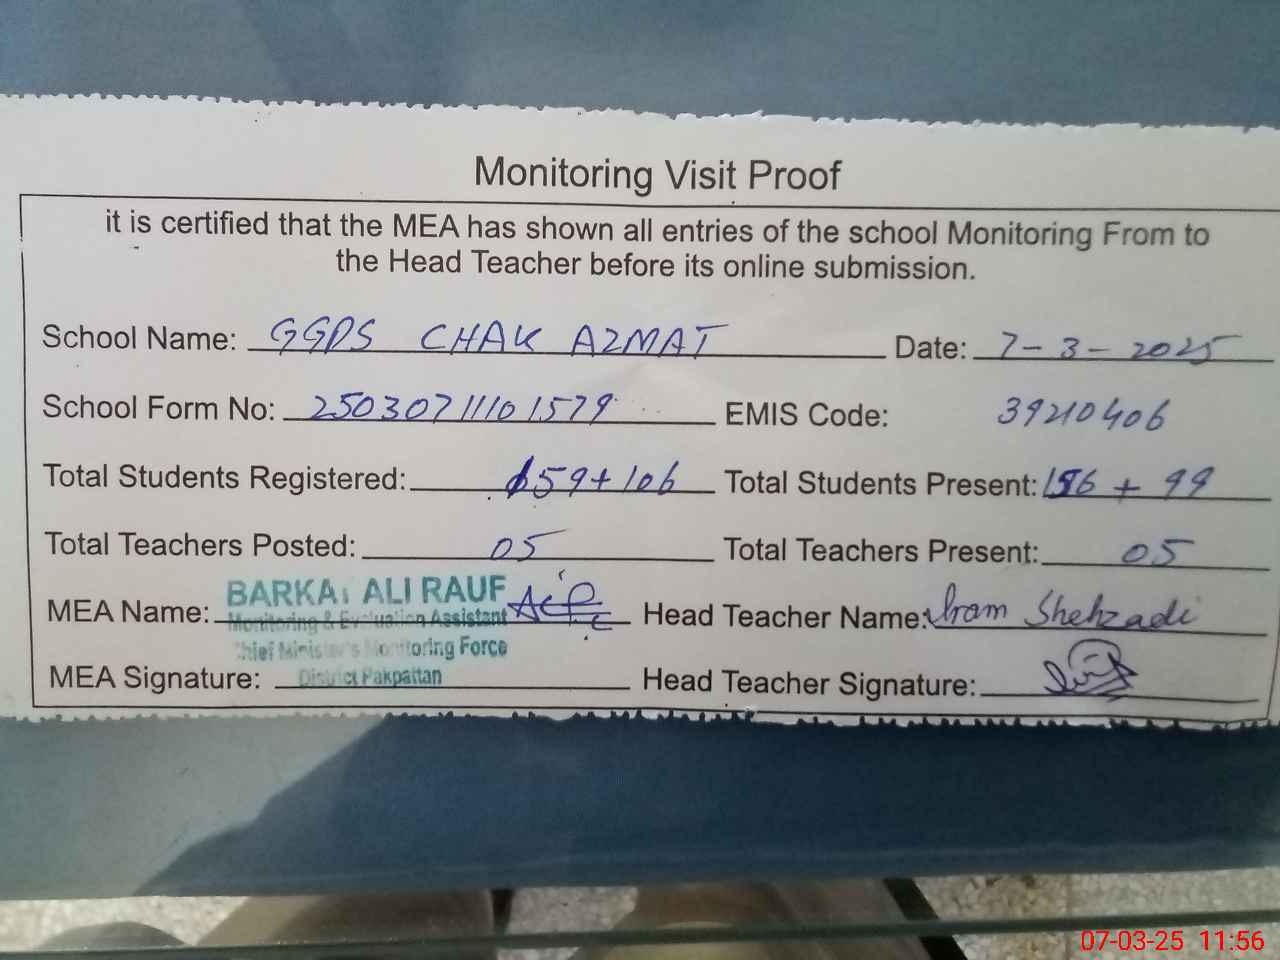 Monitoring Visit Proof
it is certified that the MEA has shown all entries of the school Monitoring From to
the Head Teacher before its online submission.
School Name: GGPS CHAK AZMAT Date: 7-3-2025
School Form No: 25030711101579 EMIS Code: 39210406
Total Students Registered: 159+106 Total Students Present: 156 + 99
Total Teachers Posted: 05 Total Teachers Present: 05
MEA Name: BARKAT ALI RAUF Head Teacher Name: Iram Shehzadi
Monitoring & Evaluation Assistant
Chief Minister's Monitoring Force
MEA Signature: District Pakpattan Head Teacher Signature:
07-03-25 11:56